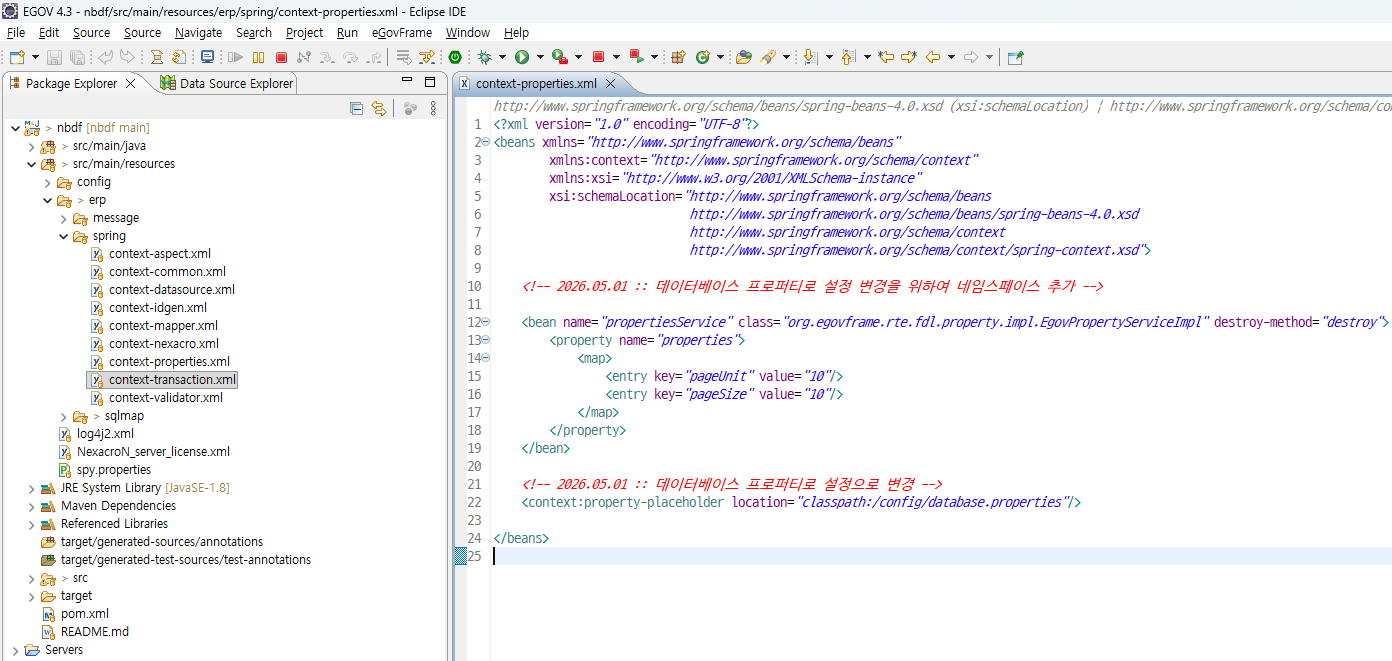 EGOV 4.3 - nbdf/src/main/resources/erp/spring/context-properties.xml - Eclipse IDE
File Edit Source Source Navigate Search Project Run eGovFrame Window Help
Package Explorer
Data Source Explorer
> nbdf [nbdf main]
> src/main/java
> src/main/resources
config
> erp
message
spring
context-aspect.xml
context-common.xml
context-datasource.xml
context-idgen.xml
context-mapper.xml
context-nexacro.xml
context-properties.xml
context-transaction.xml
context-validator.xml
> sqlmap
log4j2.xml
NexacroN_server_license.xml
spy.properties
JRE System Library [JavaSE-1.8]
Maven Dependencies
Referenced Libraries
target/generated-sources/annotations
target/generated-test-sources/test-annotations
> src
target
pom.xml
README.md
Servers
context-properties.xml
http://www.springframework.org/schema/beans/spring-beans-4.0.xsd (xsi:schemaLocation) | http://www.springframework.org/schema/con
1 <?xml version="1.0" encoding="UTF-8"?>
2 <beans xmlns="http://www.springframework.org/schema/beans"
3 xmlns:context="http://www.springframework.org/schema/context"
4 xmlns:xsi="http://www.w3.org/2001/XMLSchema-instance"
5 xsi:schemaLocation="http://www.springframework.org/schema/beans
6 http://www.springframework.org/schema/beans/spring-beans-4.0.xsd
7 http://www.springframework.org/schema/context
8 http://www.springframework.org/schema/context/spring-context.xsd">
9
10 <!-- 2026.05.01 :: 데이터베이스 프로퍼티로 설정 변경을 위하여 네임스페이스 추가 -->
11
12 <bean name="propertiesService" class="org.egovframe.rte.fdl.property.impl.EgovPropertyServiceImpl" destroy-method="destroy">
13 <property name="properties">
14 <map>
15 <entry key="pageUnit" value="10"/>
16 <entry key="pageSize" value="10"/>
17 </map>
18 </property>
19 </bean>
20
21 <!-- 2026.05.01 :: 데이터베이스 프로퍼티로 설정으로 변경 -->
22 <context:property-placeholder location="classpath:/config/database.properties"/>
23
24 </beans>
25